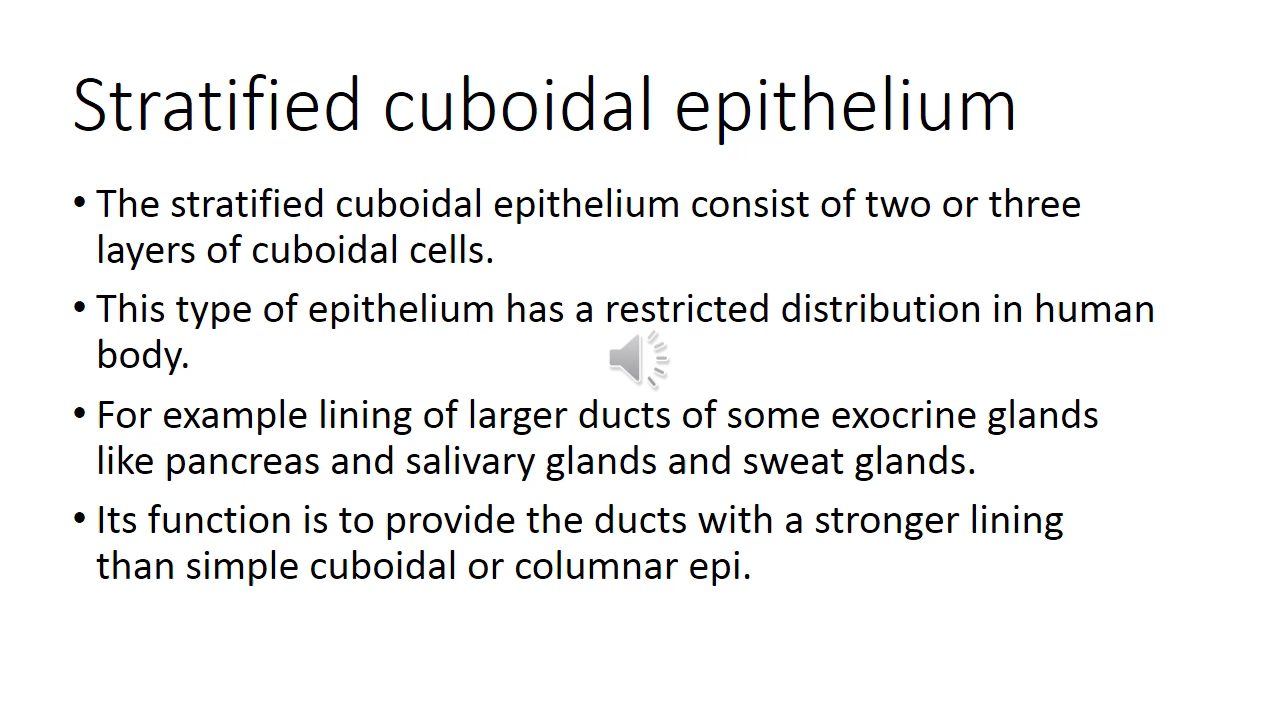 Stratified cuboidal epithelium
• The stratified cuboidal epithelium consist of two or three
layers of cuboidal cells.
• This type of epithelium has a restricted distribution in human
body.
• For example lining of larger ducts of some exocrine glands
like pancreas and salivary glands and sweat glands.
• Its function is to provide the ducts with a stronger lining
than simple cuboidal or columnar epi.